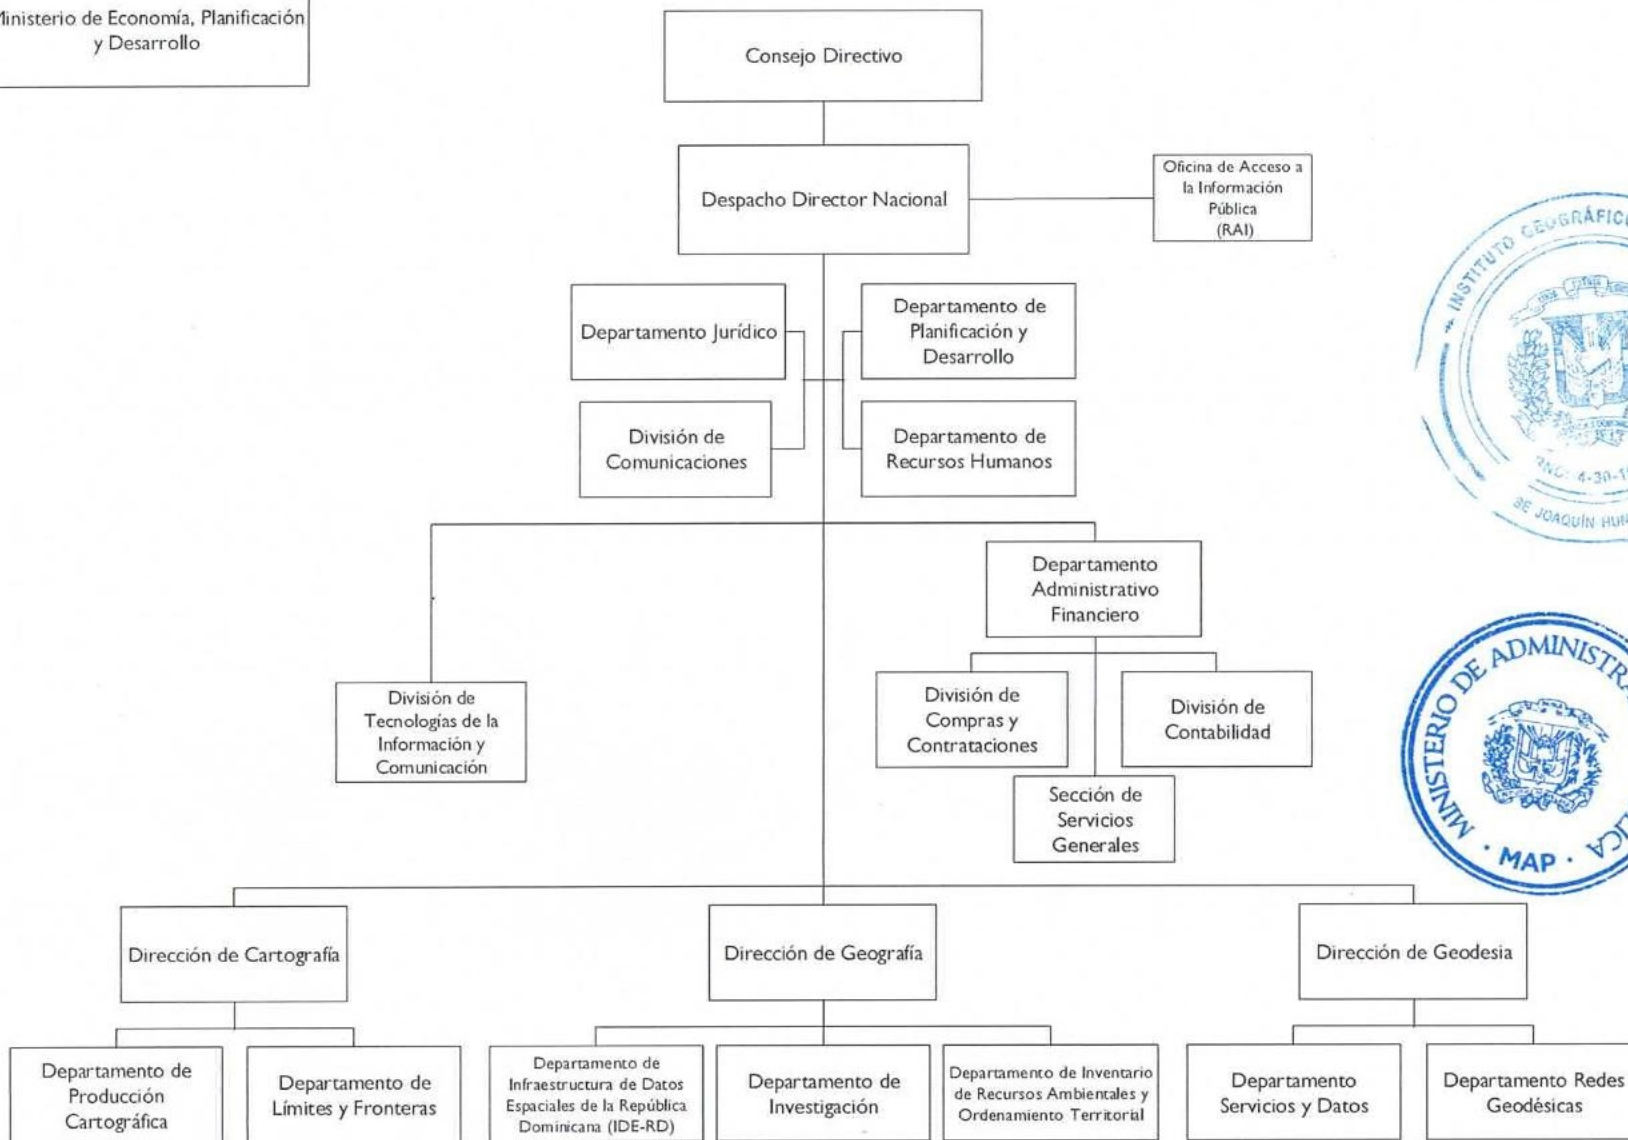 Ministerio de Economía, Planificación
y Desarrollo
Consejo Directivo
Despacho Director Nacional
Oficina de Acceso a
la Información
Pública
(RAI)
Departamento Jurídico
Departamento de
Planificación y
Desarrollo
División de
Comunicaciones
Departamento de
Recursos Humanos
Departamento
Administrativo
Financiero
División de
Tecnologías de la
Información y
Comunicación
División de
Compras y
Contrataciones
División de
Contabilidad
Sección de
Servicios
Generales
Dirección de Cartografía
Dirección de Geografía
Dirección de Geodesia
Departamento de
Producción
Cartográfica
Departamento de
Límites y Fronteras
Departamento de
Infraestructura de Datos
Espaciales de la República
Dominicana (IDE-RD)
Departamento de
Investigación
Departamento de Inventario
de Recursos Ambientales y
Ordenamiento Territorial
Departamento
Servicios y Datos
Departamento Redes
Geodésicas
INSTITUTO
MINISTERIO DE
MAP